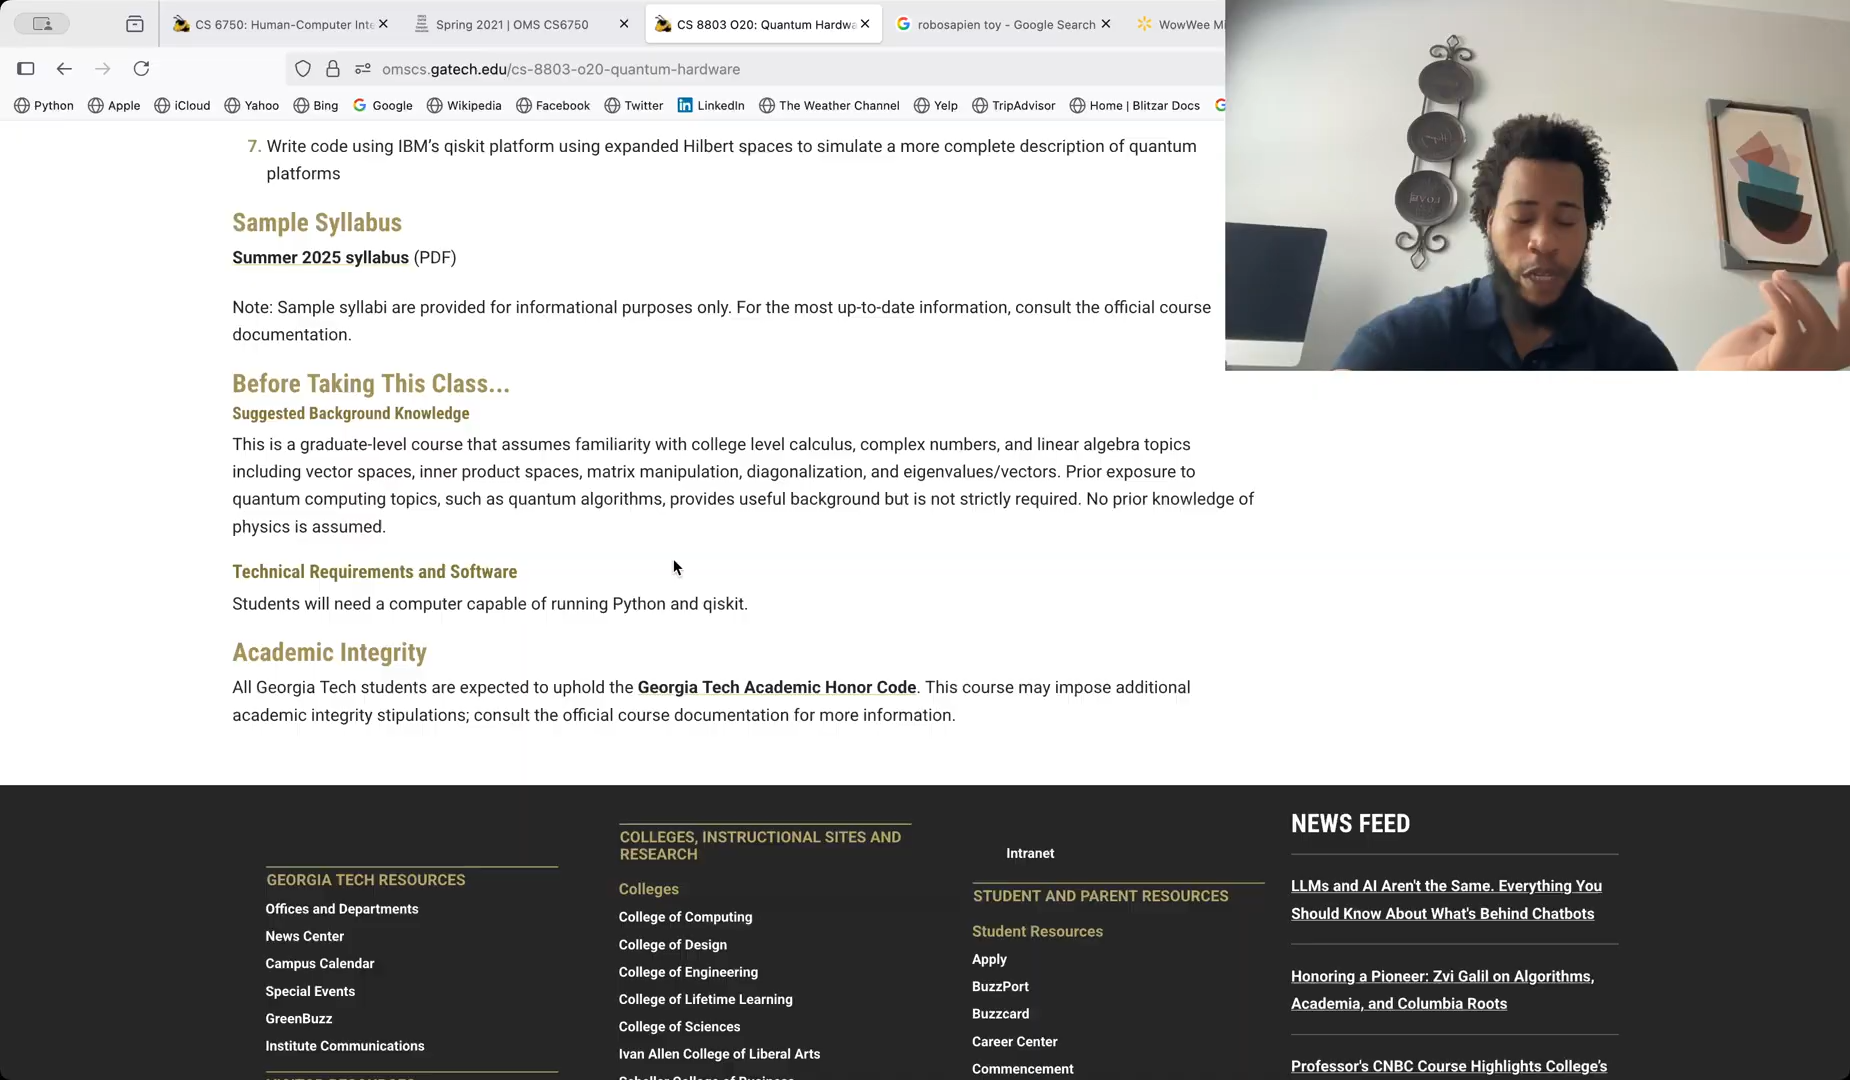 CS 6750: Human-Computer Inte
Spring 2021 | OMS CS6750
CS 8803 O20: Quantum Hardwa
robosapien toy - Google Search
WowWee Mi
omscs.gatech.edu/cs-8803-o20-quantum-hardware
Python
Apple
iCloud
Yahoo
Bing
Google
Wikipedia
Facebook
Twitter
LinkedIn
The Weather Channel
Yelp
TripAdvisor
Home | Blitzar Docs
7. Write code using IBM’s qiskit platform using expanded Hilbert spaces to simulate a more complete description of quantum
platforms
Sample Syllabus
Summer 2025 syllabus (PDF)
Note: Sample syllabi are provided for informational purposes only. For the most up-to-date information, consult the official course
documentation.
Before Taking This Class...
Suggested Background Knowledge
This is a graduate-level course that assumes familiarity with college level calculus, complex numbers, and linear algebra topics
including vector spaces, inner product spaces, matrix manipulation, diagonalization, and eigenvalues/vectors. Prior exposure to
quantum computing topics, such as quantum algorithms, provides useful background but is not strictly required. No prior knowledge of
physics is assumed.
Technical Requirements and Software
Students will need a computer capable of running Python and qiskit.
Academic Integrity
All Georgia Tech students are expected to uphold the Georgia Tech Academic Honor Code. This course may impose additional
academic integrity stipulations; consult the official course documentation for more information.
GEORGIA TECH RESOURCES
Offices and Departments
News Center
Campus Calendar
Special Events
GreenBuzz
Institute Communications
COLLEGES, INSTRUCTIONAL SITES AND
RESEARCH
Colleges
College of Computing
College of Design
College of Engineering
College of Lifetime Learning
College of Sciences
Ivan Allen College of Liberal Arts
Scheller College of Business
Intranet
STUDENT AND PARENT RESOURCES
Student Resources
Apply
BuzzPort
Buzzcard
Career Center
Commencement
NEWS FEED
LLMs and AI Aren't the Same. Everything You
Should Know About What's Behind Chatbots
Honoring a Pioneer: Zvi Galil on Algorithms,
Academia, and Columbia Roots
Professor's CNBC Course Highlights College’s